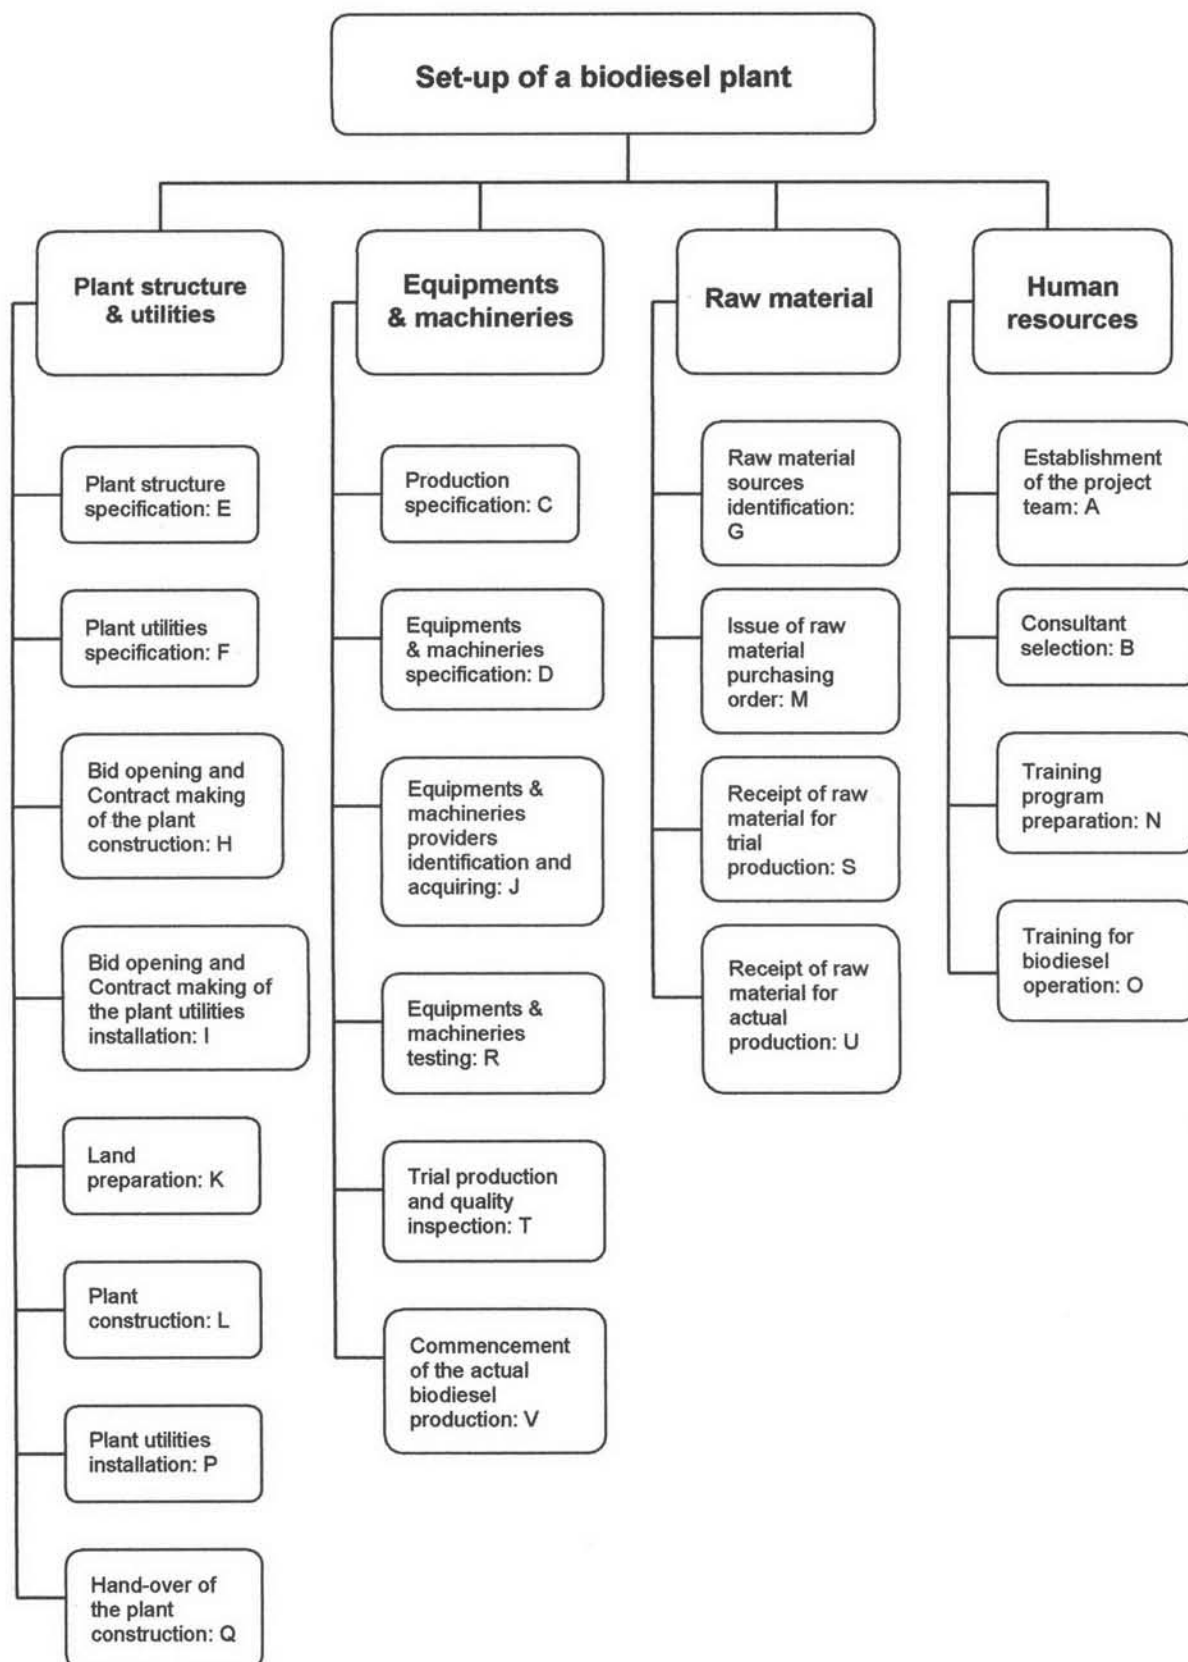 Set-up of a biodiesel plant
Plant structure
& utilities
Equipments
& machineries
Raw material
Human
resources
Plant structure
specification: E
Plant utilities
specification: F
Bid opening and
Contract making
of the plant
construction: H
Bid opening and
Contract making of
the plant utilities
installation: I
Land
preparation: K
Plant
construction: L
Plant utilities
installation: P
Hand-over of
the plant
construction: Q
Production
specification: C
Equipments
& machineries
specification: D
Equipments &
machineries
providers
identification and
acquiring: J
Equipments &
machineries
testing: R
Trial production
and quality
inspection: T
Commencement
of the actual
biodiesel
production: V
Raw material
sources
identification:
G
Issue of raw
material
purchasing
order: M
Receipt of raw
material for
trial
production: S
Receipt of raw
material for
actual
production: U
Establishment
of the project
team: A
Consultant
selection: B
Training
program
preparation: N
Training for
biodiesel
operation: O